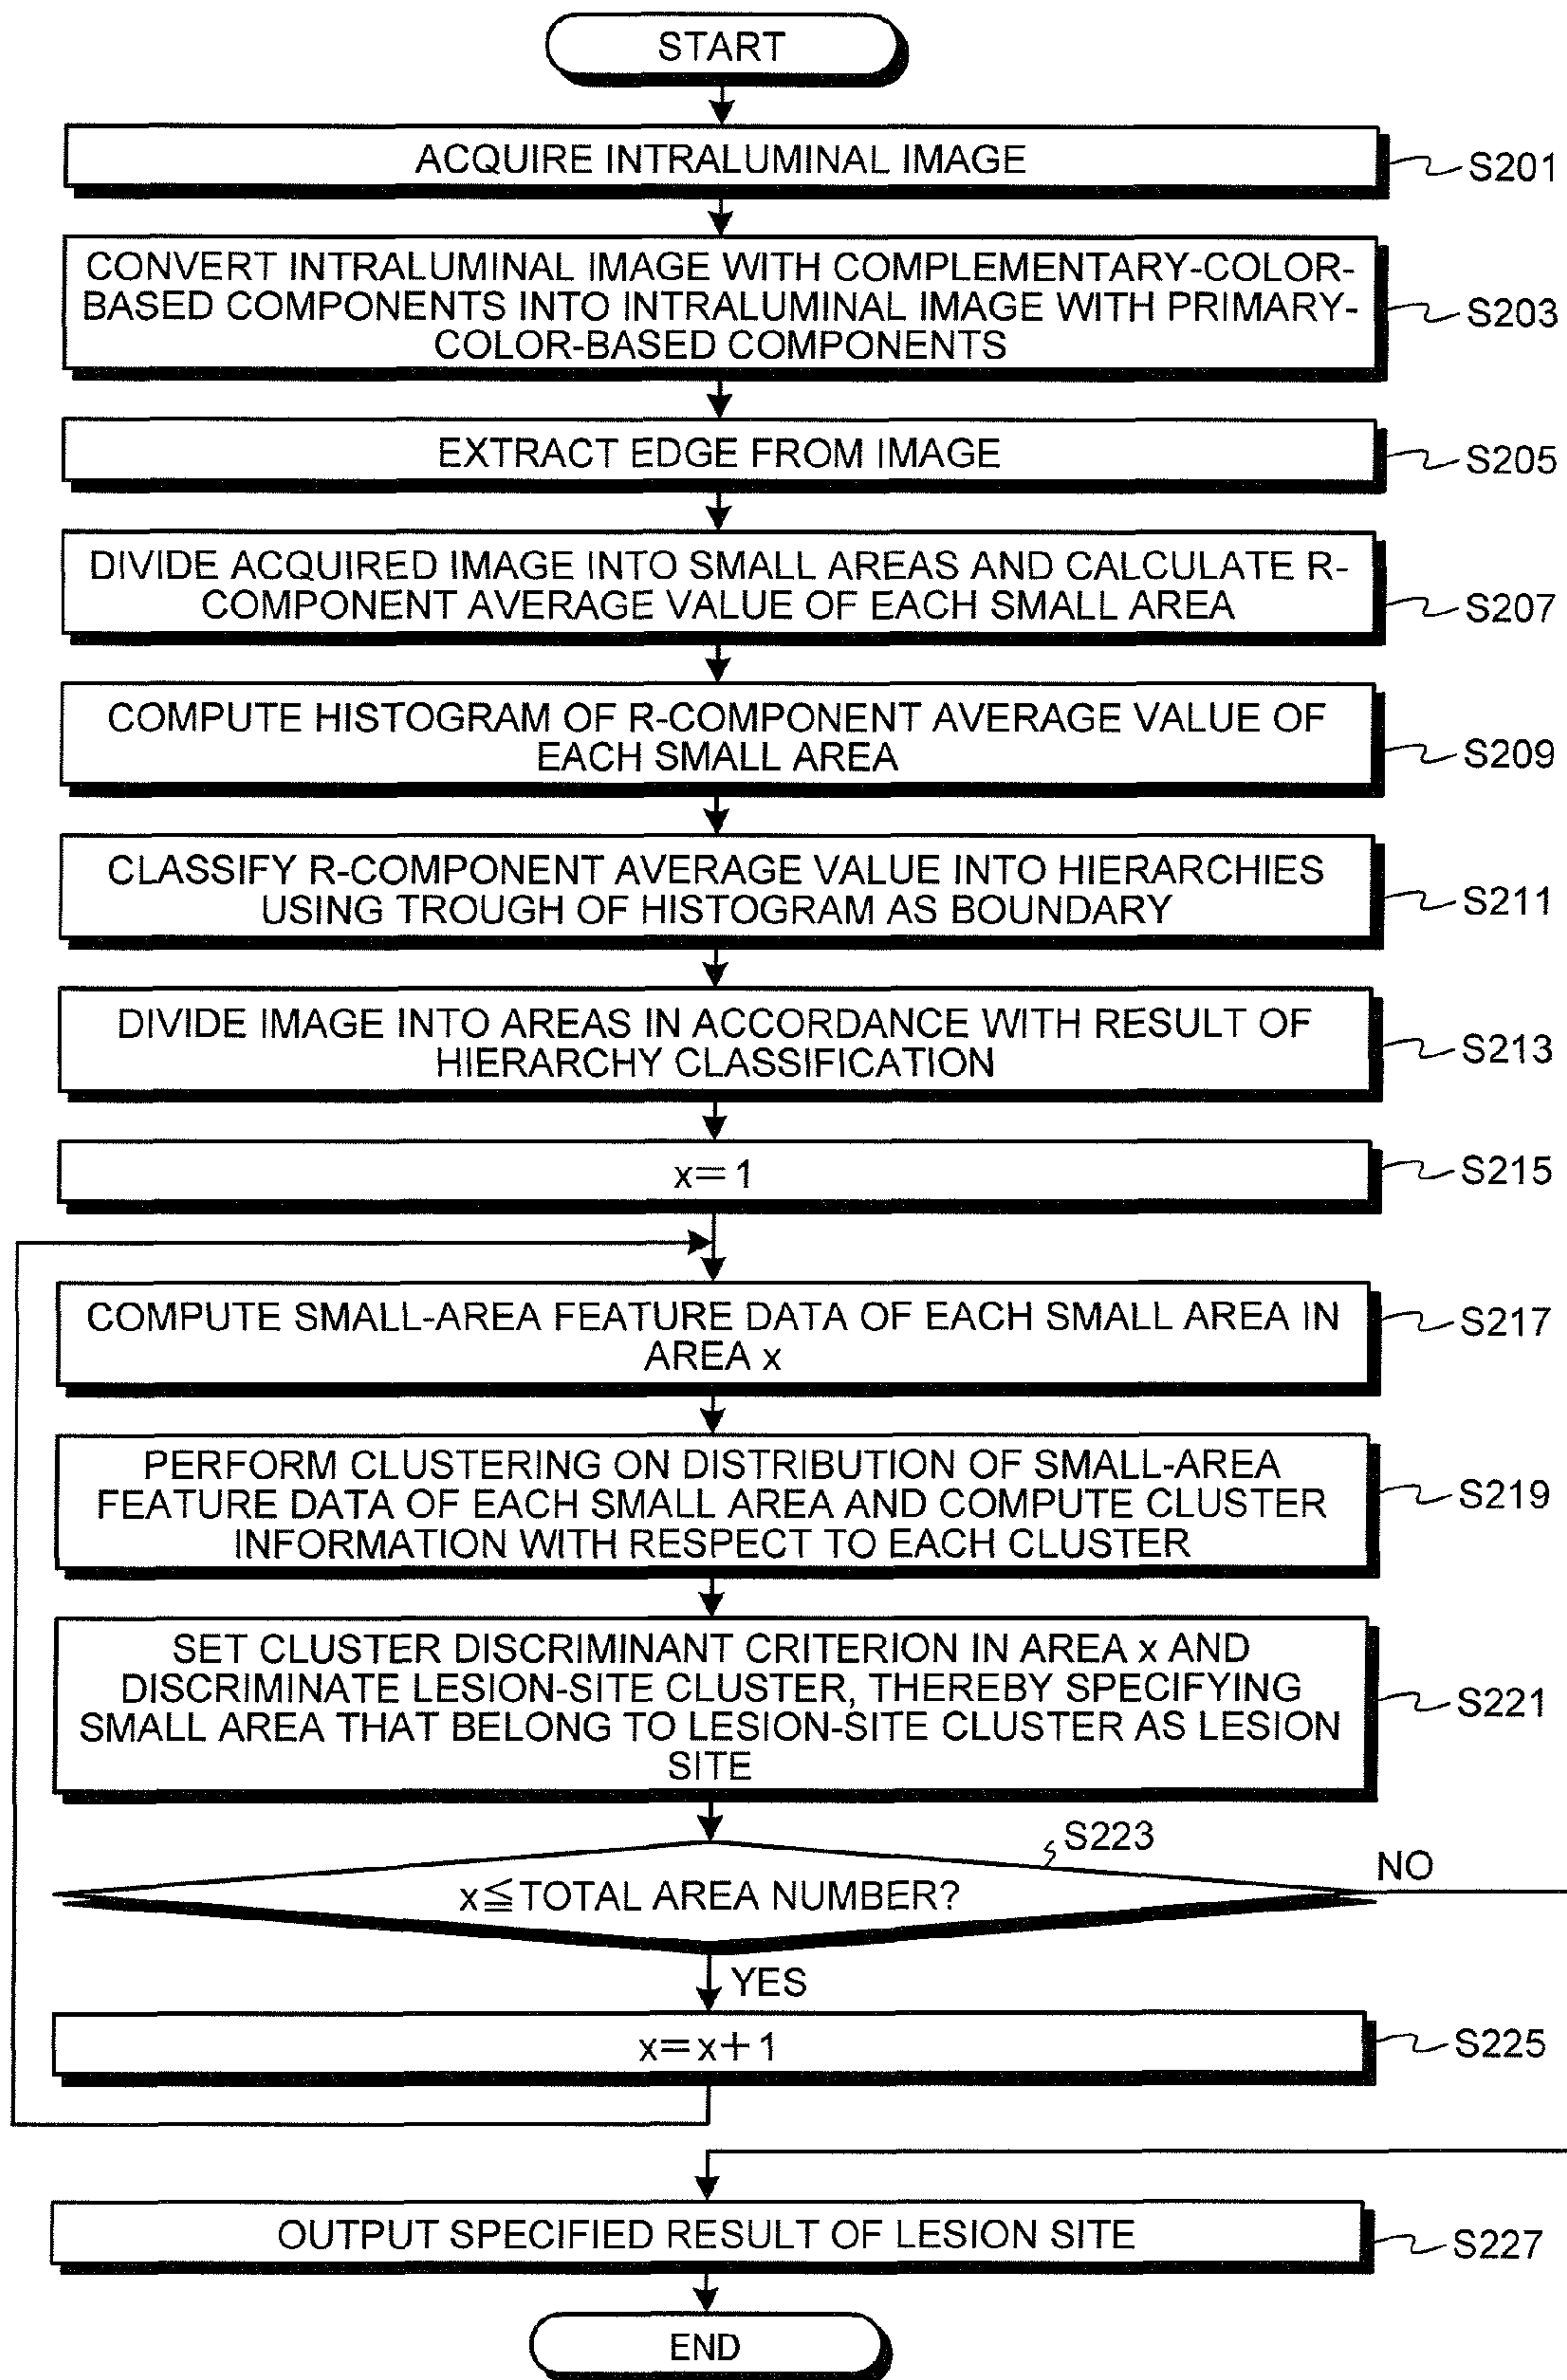 START
ACQUIRE INTRALUMINAL IMAGE
S201
CONVERT INTRALUMINAL IMAGE WITH COMPLEMENTARY-COLOR-
BASED COMPONENTS INTO INTRALUMINAL IMAGE WITH PRIMARY-
COLOR-BASED COMPONENTS
S203
EXTRACT EDGE FROM IMAGE
S205
DIVIDE ACQUIRED IMAGE INTO SMALL AREAS AND CALCULATE R-
COMPONENT AVERAGE VALUE OF EACH SMALL AREA
S207
COMPUTE HISTOGRAM OF R-COMPONENT AVERAGE VALUE OF
EACH SMALL AREA
S209
CLASSIFY R-COMPONENT AVERAGE VALUE INTO HIERARCHIES
USING TROUGH OF HISTOGRAM AS BOUNDARY
S211
DIVIDE IMAGE INTO AREAS IN ACCORDANCE WITH RESULT OF
HIERARCHY CLASSIFICATION
S213
x=1
S215
COMPUTE SMALL-AREA FEATURE DATA OF EACH SMALL AREA IN
AREA x
S217
PERFORM CLUSTERING ON DISTRIBUTION OF SMALL-AREA
FEATURE DATA OF EACH SMALL AREA AND COMPUTE CLUSTER
INFORMATION WITH RESPECT TO EACH CLUSTER
S219
SET CLUSTER DISCRIMINANT CRITERION IN AREA x AND
DISCRIMINATE LESION-SITE CLUSTER, THEREBY SPECIFYING
SMALL AREA THAT BELONG TO LESION-SITE CLUSTER AS LESION
SITE
S221
S223
x≦TOTAL AREA NUMBER?
NO
YES
x=x+1
S225
OUTPUT SPECIFIED RESULT OF LESION SITE
S227
END